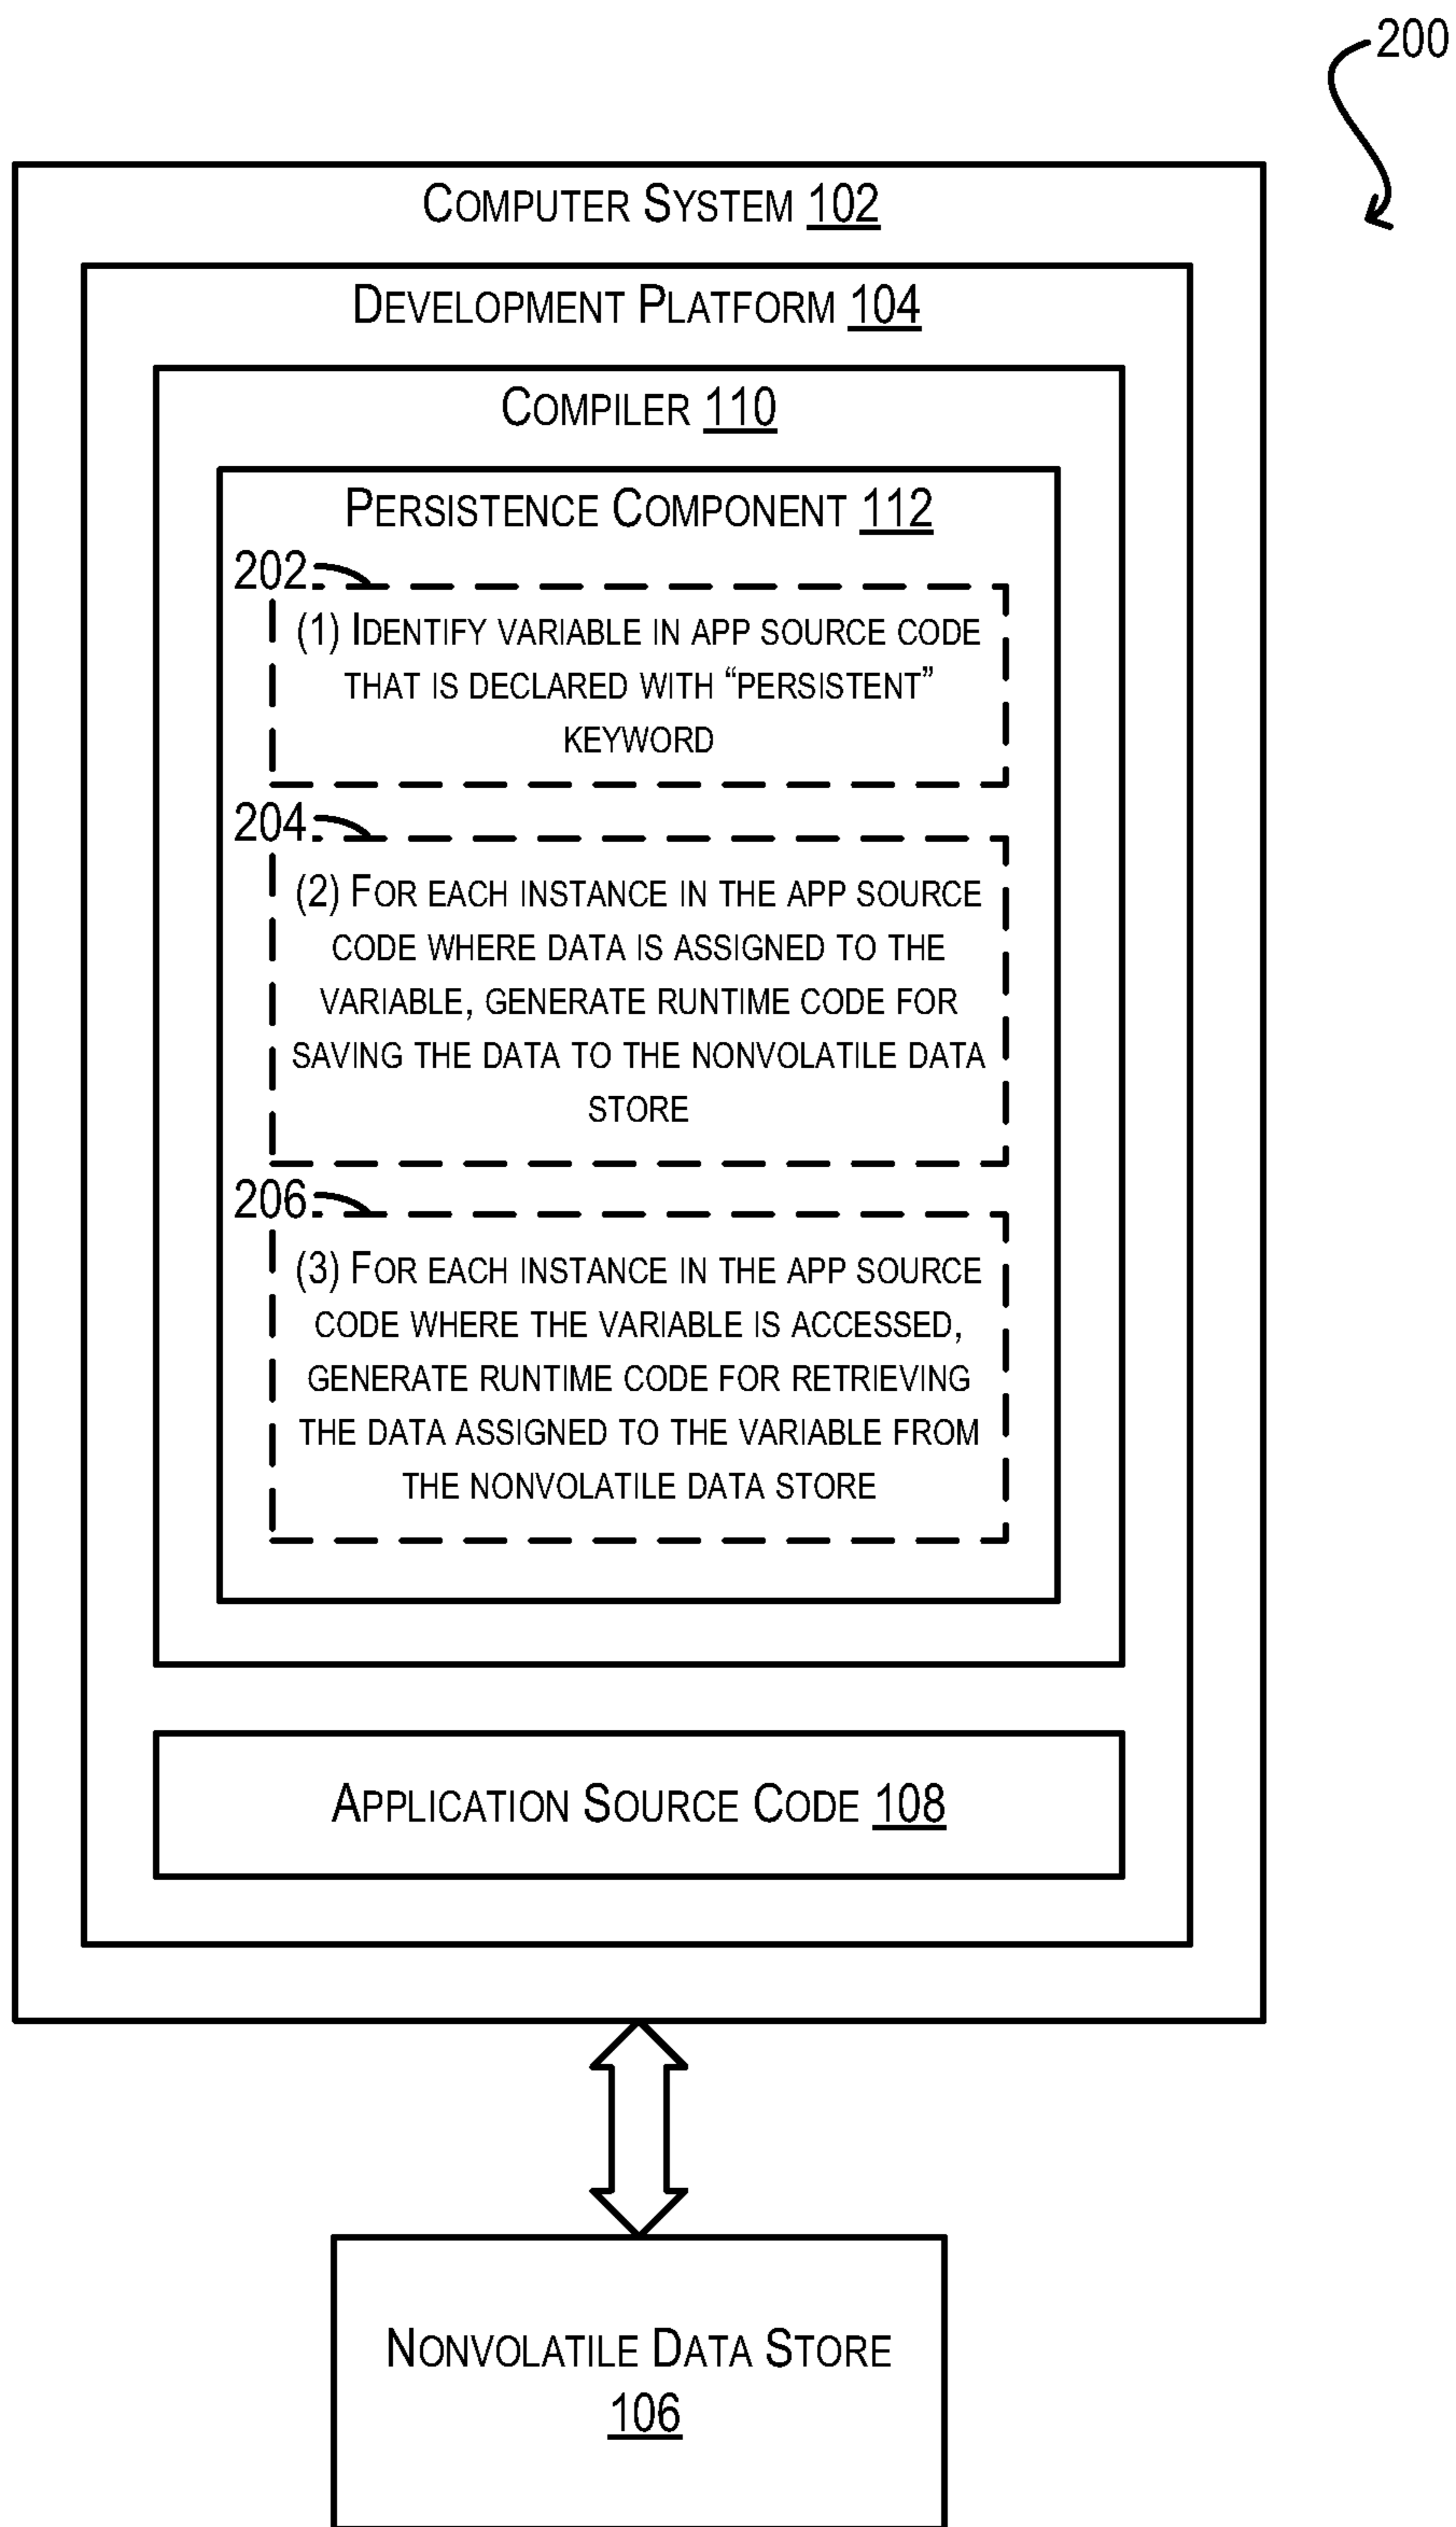 200
COMPUTER SYSTEM 102
DEVELOPMENT PLATFORM 104
COMPILER 110
PERSISTENCE COMPONENT 112
202
(1) IDENTIFY VARIABLE IN APP SOURCE CODE
THAT IS DECLARED WITH “PERSISTENT”
KEYWORD
204
(2) FOR EACH INSTANCE IN THE APP SOURCE
CODE WHERE DATA IS ASSIGNED TO THE
VARIABLE, GENERATE RUNTIME CODE FOR
SAVING THE DATA TO THE NONVOLATILE DATA
STORE
206
(3) FOR EACH INSTANCE IN THE APP SOURCE
CODE WHERE THE VARIABLE IS ACCESSED,
GENERATE RUNTIME CODE FOR RETRIEVING
THE DATA ASSIGNED TO THE VARIABLE FROM
THE NONVOLATILE DATA STORE
APPLICATION SOURCE CODE 108
NONVOLATILE DATA STORE
106